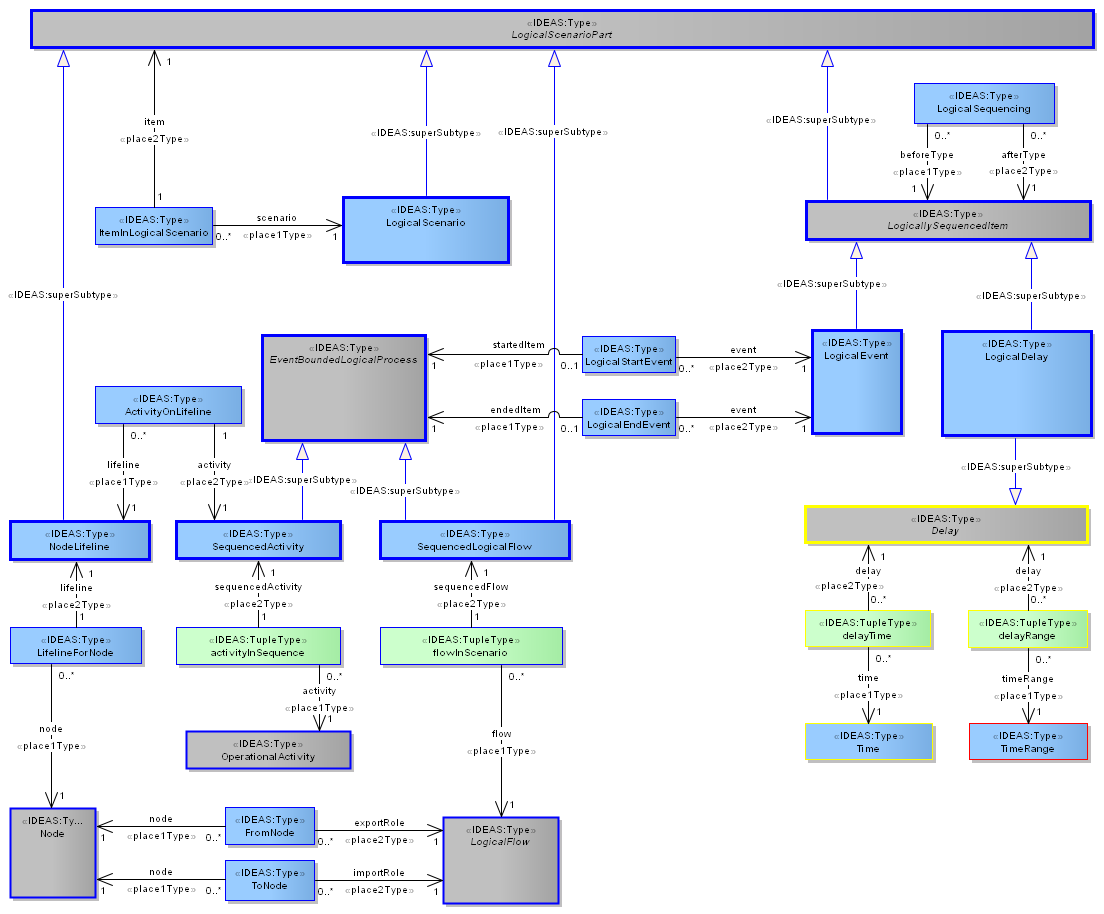 «IDEAS:Type»
LogicalScenarioPart
«IDEAS:Type»
LogicalSequencing
1
item
«place2Type»
1
«IDEAS:superSubtype»
«IDEAS:superSubtype»
«IDEAS:superSubtype»
0..*
0..*
beforeType
«place1Type»
1
afterType
«place2Type»
1
«IDEAS:Type»
ItemInLogicalScenario
scenario
«place1Type»
0..*
1
«IDEAS:Type»
LogicalScenario
«IDEAS:Type»
LogicallySequencedItem
«IDEAS:superSubtype»
«IDEAS:superSubtype»
«IDEAS:superSubtype»
«IDEAS:Type»
EventBoundedLogicalProcess
startedItem
«place1Type»
1
0..1
«IDEAS:Type»
LogicalStartEvent
event
«place2Type»
0..*
1
«IDEAS:Type»
LogicalEvent
«IDEAS:Type»
LogicalDelay
endedItem
«place1Type»
1
0..1
«IDEAS:Type»
LogicalEndEvent
event
«place2Type»
0..*
1
«IDEAS:Type»
ActivityOnLifeline
0..*
1
lifeline
«place1Type»
1
activity
«place2Type»
1
«IDEAS:superSubtype»
«IDEAS:superSubtype»
«IDEAS:superSubtype»
«IDEAS:Type»
NodeLifeline
«IDEAS:Type»
SequencedActivity
«IDEAS:Type»
SequencedLogicalFlow
«IDEAS:Type»
Delay
1
lifeline
«place2Type»
1
1
sequencedActivity
«place2Type»
1
1
sequencedFlow
«place2Type»
1
1
delay
«place2Type»
0..*
1
delay
«place2Type»
0..*
«IDEAS:Type»
LifelineForNode
«IDEAS:TupleType»
activityInSequence
«IDEAS:TupleType»
flowInScenario
«IDEAS:TupleType»
delayTime
«IDEAS:TupleType»
delayRange
0..*
node
«place1Type»
1
0..*
activity
«place1Type»
1
0..*
flow
«place1Type»
1
0..*
time
«place1Type»
1
0..*
timeRange
«place1Type»
1
«IDEAS:Type»
OperationalActivity
«IDEAS:Type»
Time
«IDEAS:Type»
TimeRange
«IDEAS:Ty...
Node
node
«place1Type»
1
0..*
«IDEAS:Type»
FromNode
exportRole
«place2Type»
0..*
1
«IDEAS:Type»
LogicalFlow
node
«place1Type»
1
0..*
«IDEAS:Type»
ToNode
importRole
«place2Type»
0..*
1